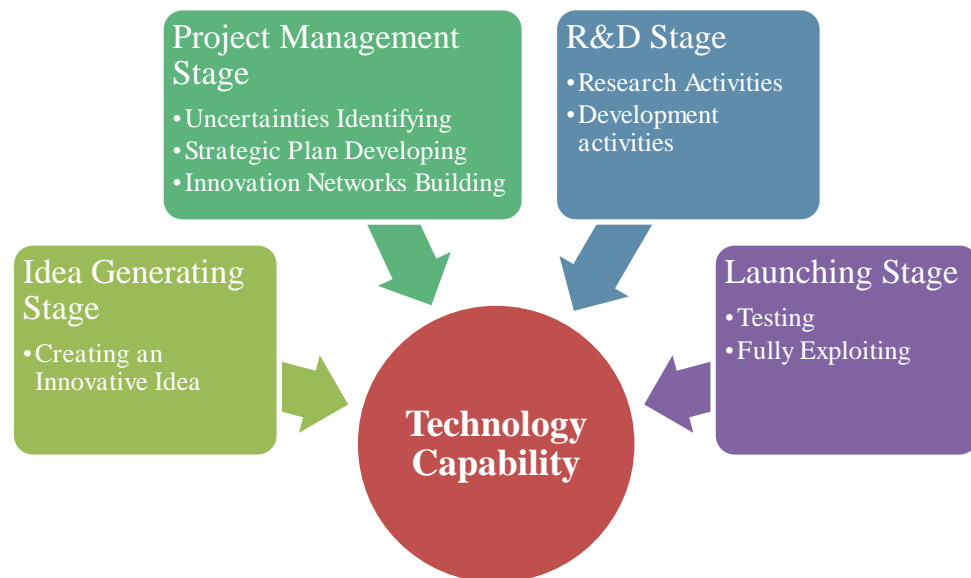 Project Management
Stage
•Uncertainties Identifying
•Strategic Plan Developing
•Innovation Networks Building
R&D Stage
•Research Activities
•Development
activities
Idea Generating
Stage
•Creating an
Innovative Idea
Launching Stage
•Testing
•Fully Exploiting
Technology
Capability